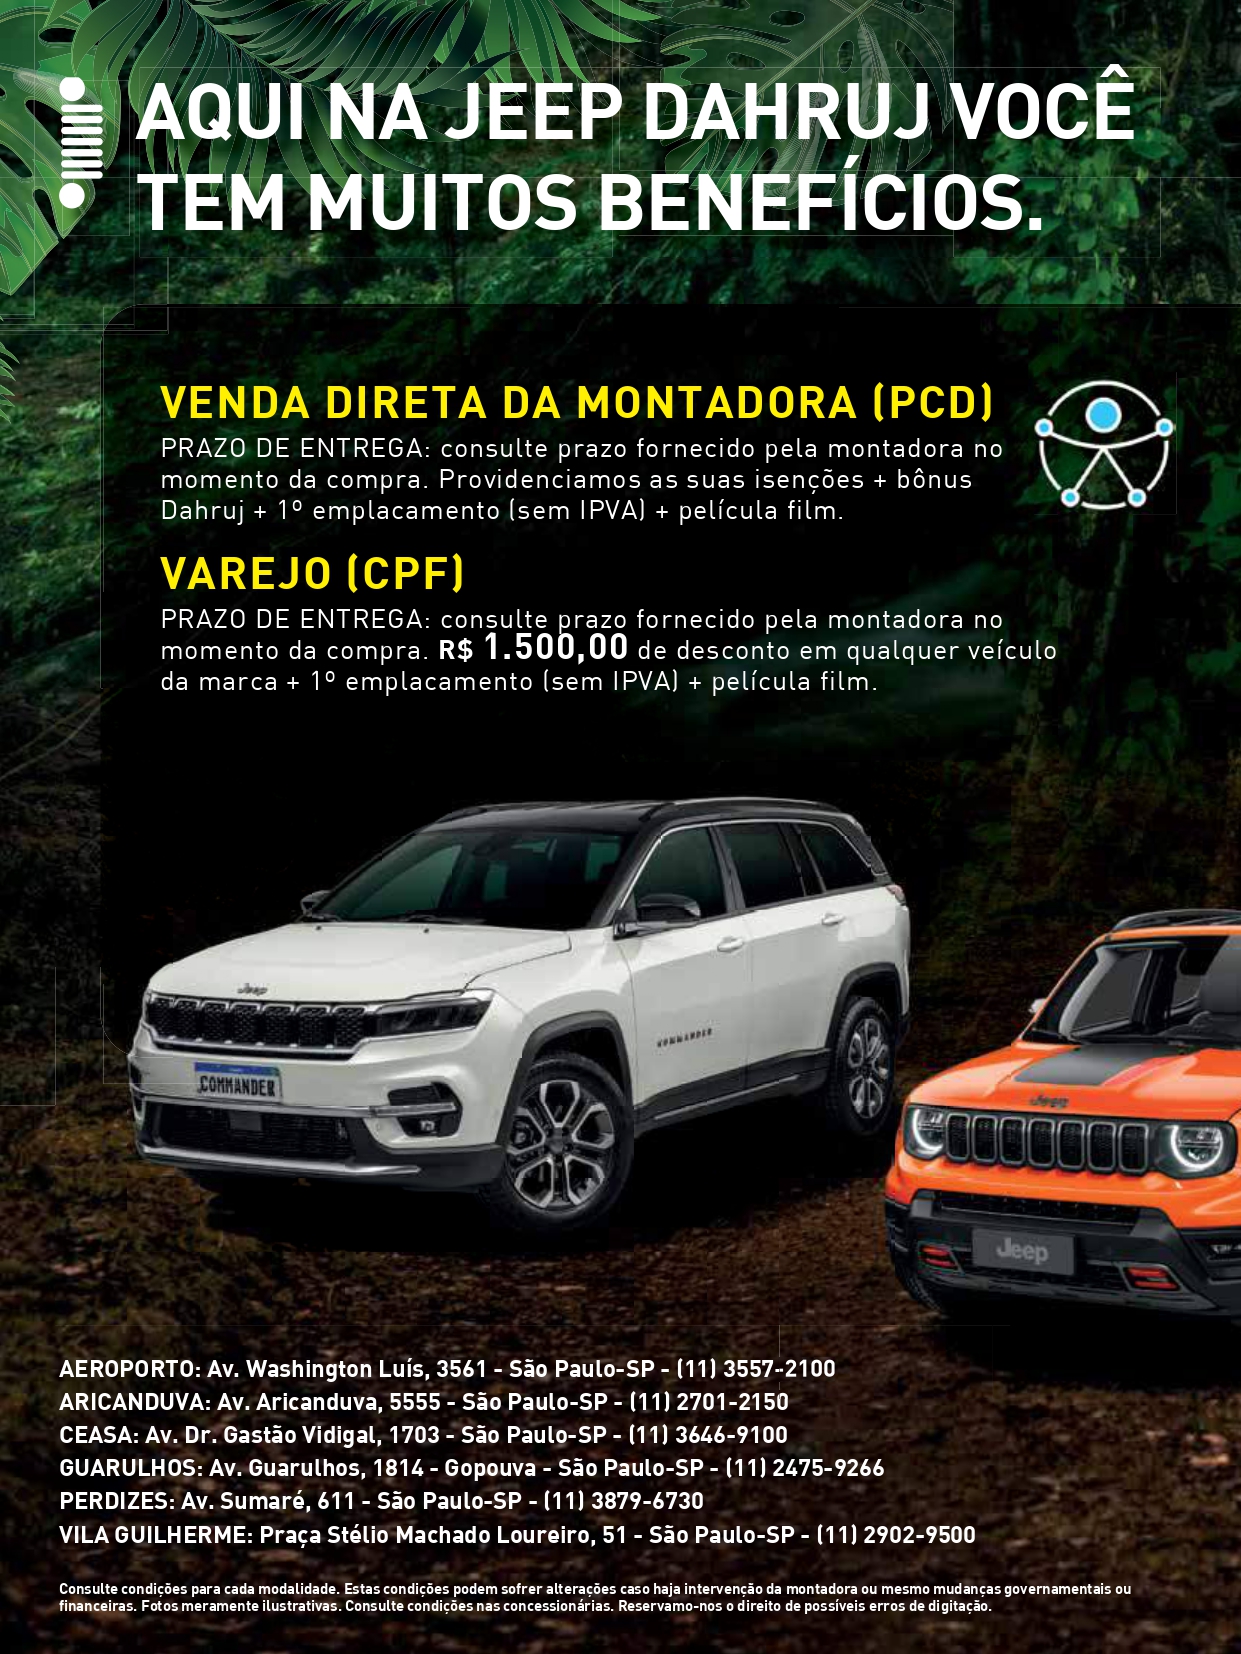 AQUI NA JEEP DAHRUJ VOCÊ
TEM MUITOS BENEFÍCIOS.
VENDA DIRETA DA MONTADORA (PCD)
PRAZO DE ENTREGA: consulte prazo fornecido pela montadora no
momento da compra. Providenciamos as suas isenções + bônus
Dahruj + 1º emplacamento (sem IPVA) + película film.
VAREJO (CPF)
PRAZO DE ENTREGA: consulte prazo fornecido pela montadora no
momento da compra. R$ 1.500,00 de desconto em qualquer veículo
da marca + 1º emplacamento (sem IPVA) + película film.
Jeep
COMMANDER
COMMANDER
Jeep
Jeep
AEROPORTO: Av. Washington Luís, 3561 - São Paulo-SP - (11) 3557-2100
ARICANDUVA: Av. Aricanduva, 5555 - São Paulo-SP - (11) 2701-2150
CEASA: Av. Dr. Gastão Vidigal, 1703 - São Paulo-SP - (11) 3646-9100
GUARULHOS: Av. Guarulhos, 1814 - Gopouva - São Paulo-SP - (11) 2475-9266
PERDIZES: Av. Sumaré, 611 - São Paulo-SP - (11) 3879-6730
VILA GUILHERME: Praça Stélio Machado Loureiro, 51 - São Paulo-SP - (11) 2902-9500
Consulte condições para cada modalidade. Estas condições podem sofrer alterações caso haja intervenção da montadora ou mesmo mudanças governamentais ou
financeiras. Fotos meramente ilustrativas. Consulte condições nas concessionárias. Reservamo-nos o direito de possíveis erros de digitação.